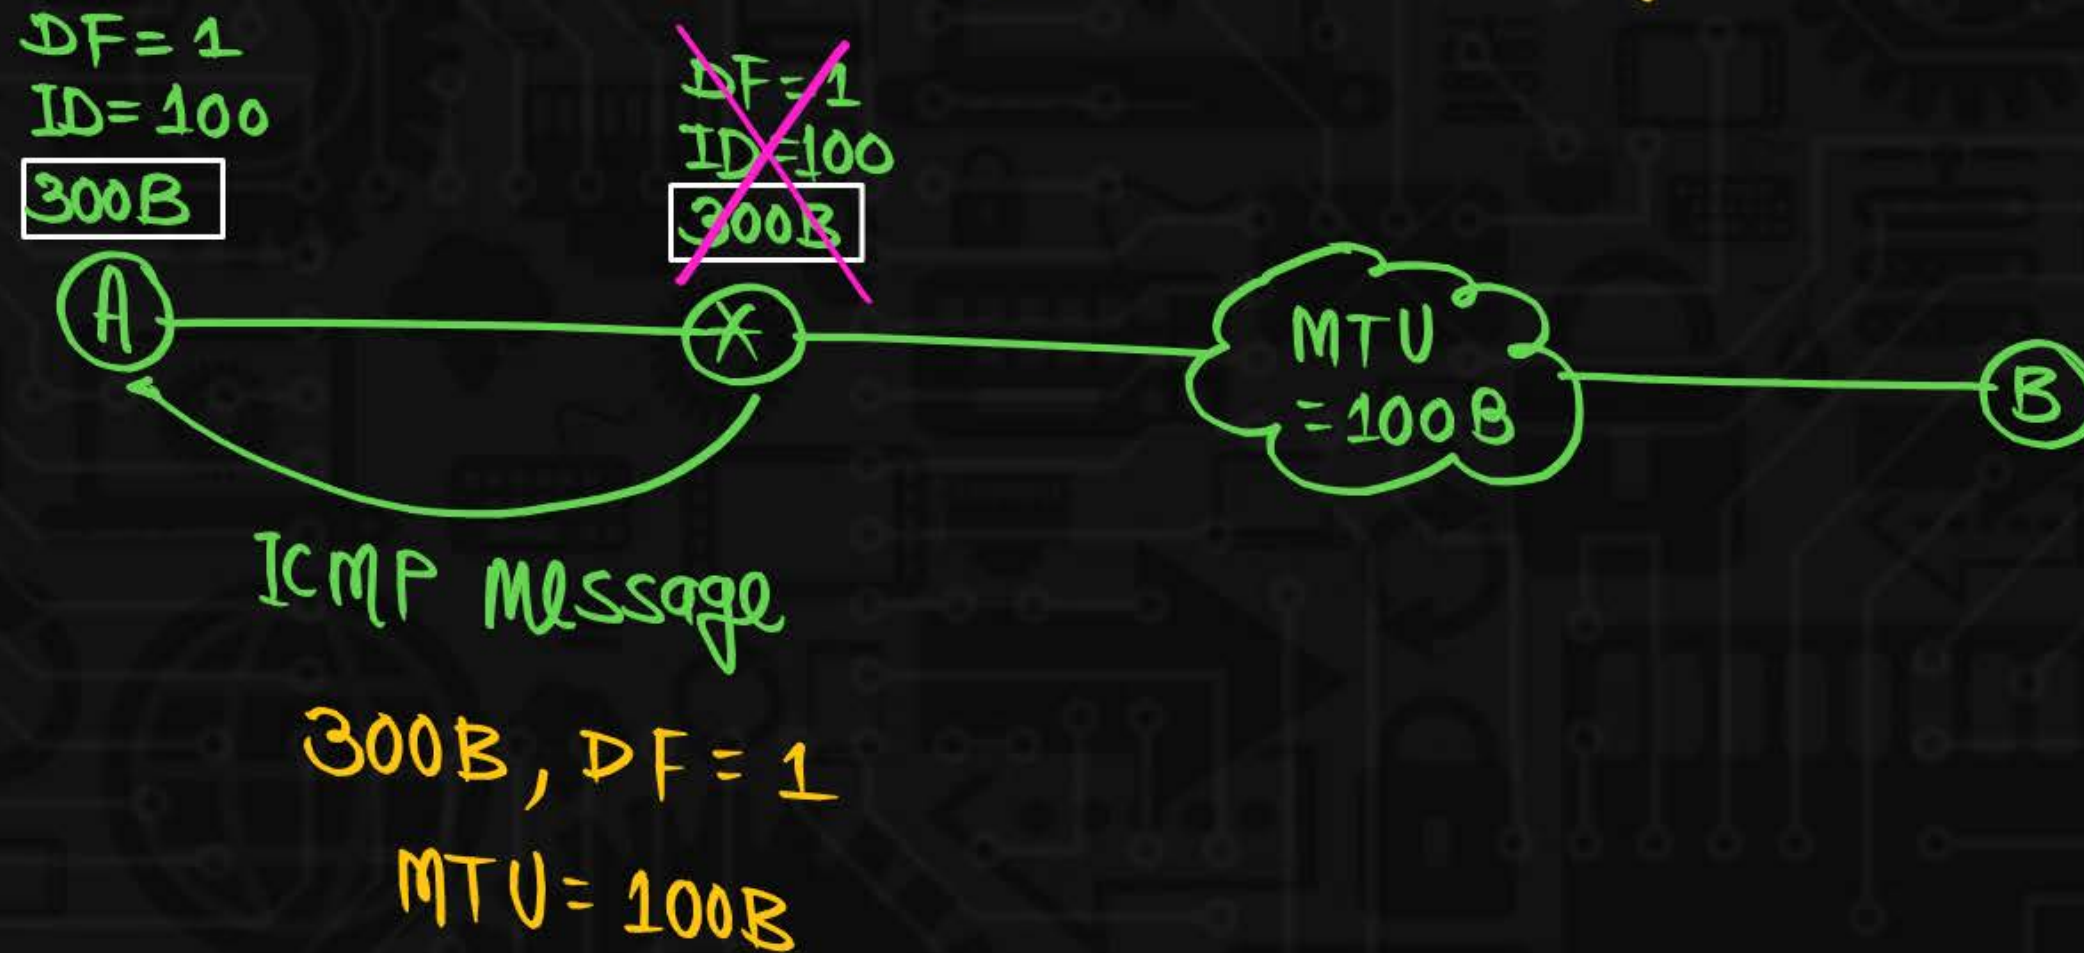 DF = 1
ID = 100
300B
DF = 1
ID = 100
300B
A
MTU
= 100B
B
ICMP Message
300B, DF = 1
MTU = 100B